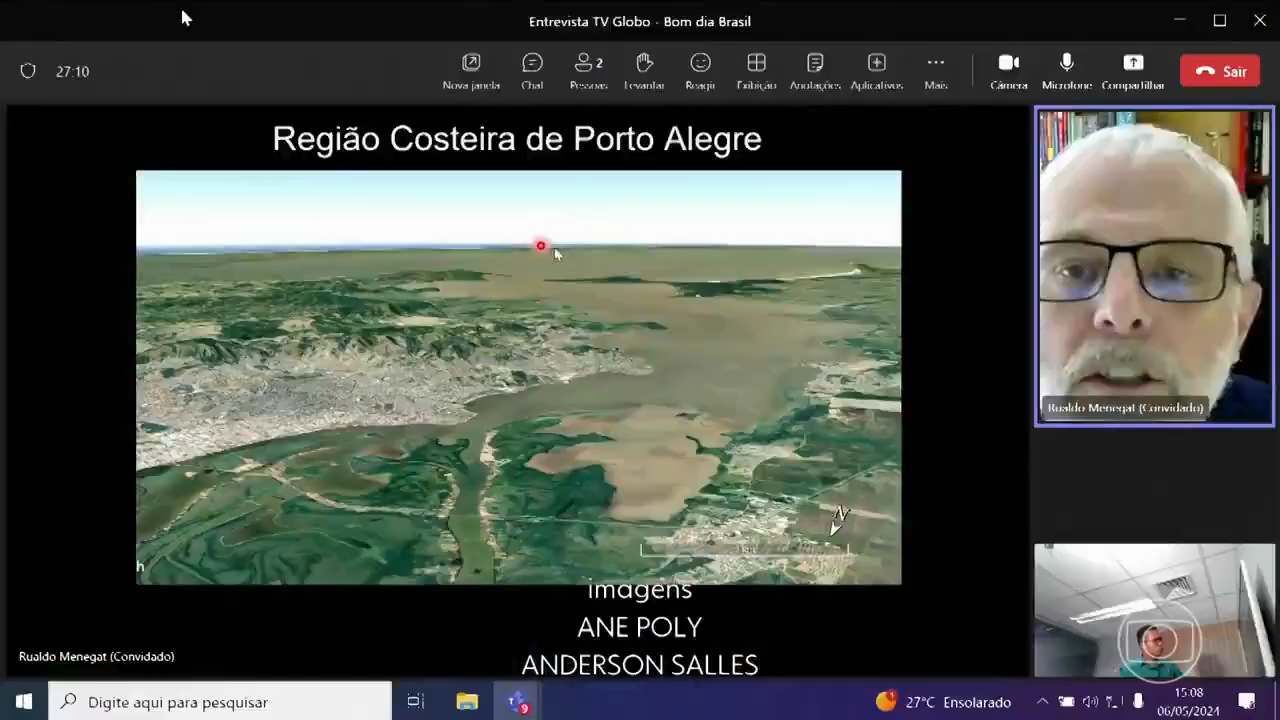 Entrevista TV Globo - Bom dia Brasil
27:10
2
Nova janela Chat Pessoas Levantar Reagir Exibição Anotações Aplicativos Mais Câmera Microfone Compartilhar Sair
Região Costeira de Porto Alegre
N
h
imagens
ANE POLY
ANDERSON SALLES
Rualdo Menegat (Convidado)
Rualdo Menegat (Convidado)
Digite aqui para pesquisar
9
1
27°C Ensolarado
15:08
06/05/2024